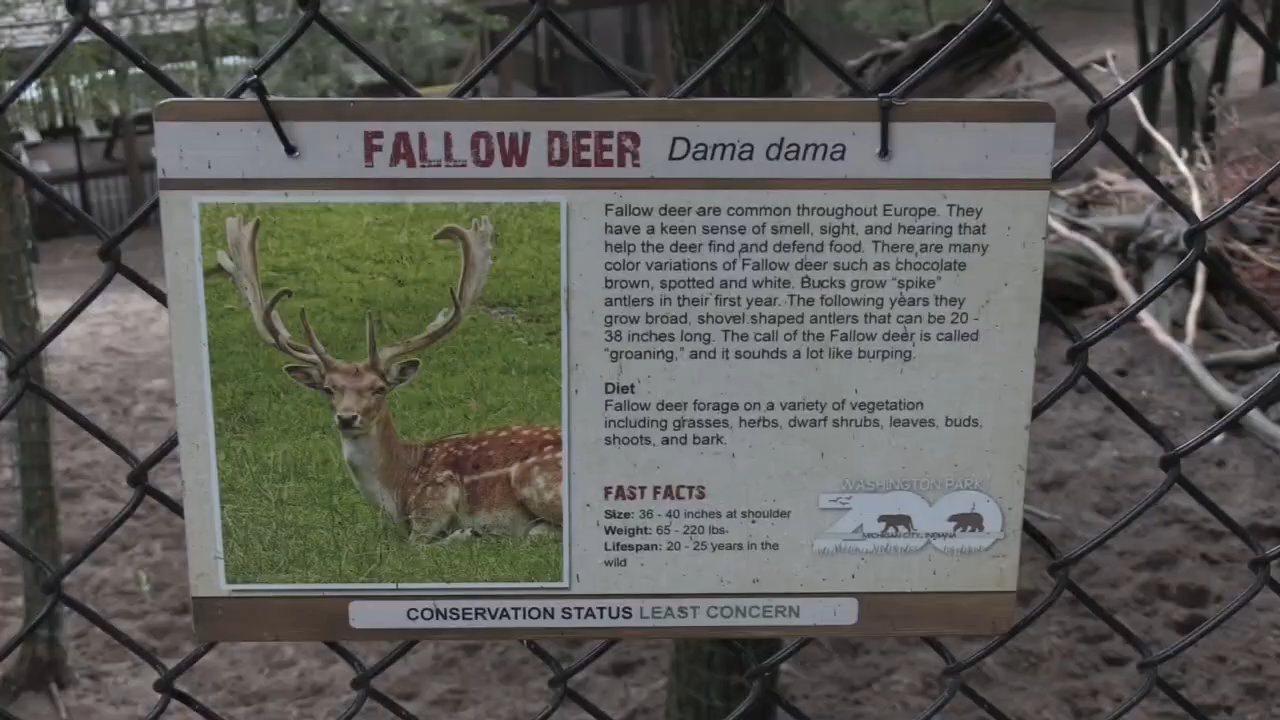 FALLOW DEER Dama dama
Fallow deer are common throughout Europe. They
have a keen sense of smell, sight, and hearing that
help the deer find and defend food. There are many
color variations of Fallow deer such as chocolate
brown, spotted and white. Bucks grow “spike”
antlers in their first year. The following years they
grow broad, shovel shaped antlers that can be 20 -
38 inches long. The call of the Fallow deer is called
“groaning,” and it sounds a lot like burping.
Diet
Fallow deer forage on a variety of vegetation
including grasses, herbs, dwarf shrubs, leaves, buds,
shoots, and bark.
FAST FACTS
Size: 36 - 40 inches at shoulder
Weight: 65 - 220 lbs.
Lifespan: 20 - 25 years in the
wild
WASHINGTON PARK
ZOO
MICHIGAN CITY, INDIANA
CONSERVATION STATUS LEAST CONCERN